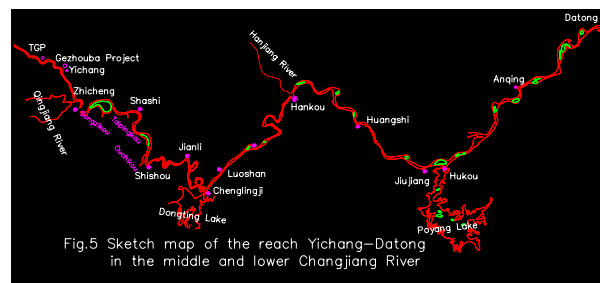 Datong
Hanjiang River
TGP
Gezhouba Project
Yichang
Anqing
Zhicheng
Shashi
Hankou
Qingjiang River
Songzikou
Taipingkou
Huangshi
Jianli
Ouchikou
Shishou
Luoshan
Jiujiang
Hukou
Chenglingji
Dongting Lake
Poyang Lake
Fig.5 Sketch map of the reach Yichang–Datong
in the middle and lower Changjiang River